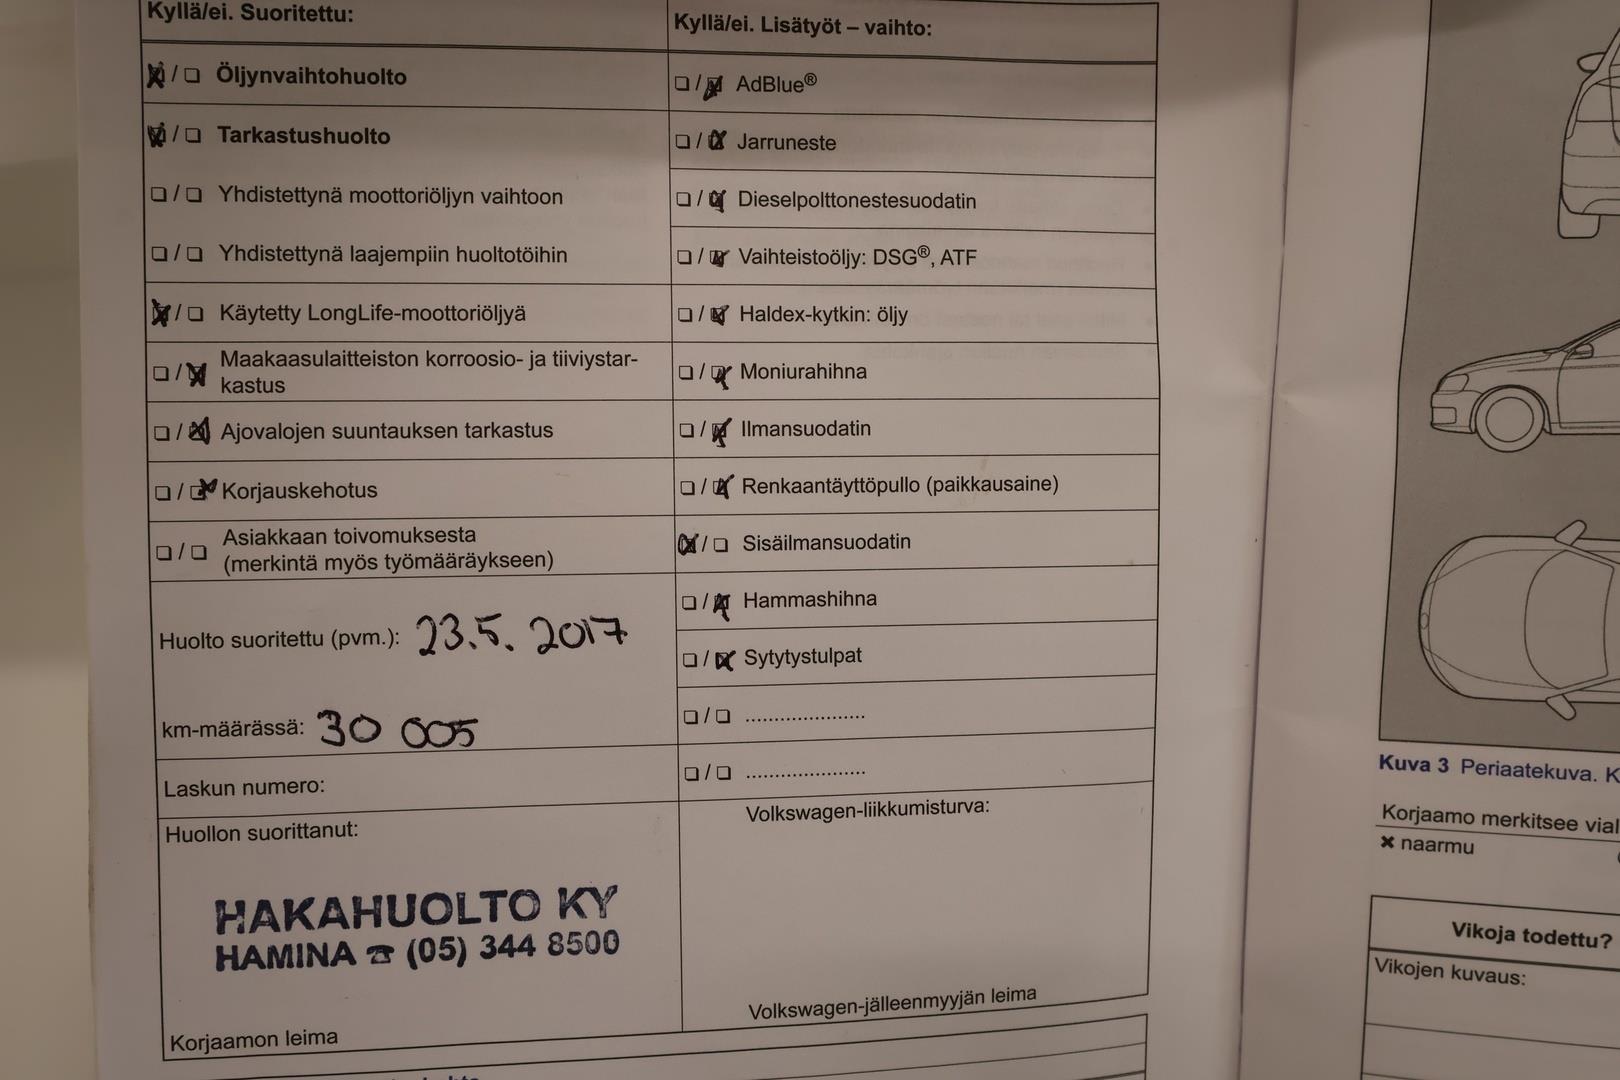 Kyllä/ei. Suoritettu:
☒ / ☐ Öljynvaihtohuolto
☒ / ☐ Tarkastushuolto
☐ / ☐ Yhdistettynä moottoriöljyn vaihtoon
☐ / ☐ Yhdistettynä laajempiin huoltotöihin
☒ / ☐ Käytetty LongLife-moottoriöljyä
☐ / ☒ Maakaasulaitteiston korroosio- ja tiiviystar-
kastus
☐ / ☒ Ajovalojen suuntauksen tarkastus
☐ / ☒ Korjauskehotus
☐ / ☐ Asiakkaan toivomuksesta
(merkintä myös työmääräykseen)
Huolto suoritettu (pvm.): 23.5. 2017
km-määrässä: 30 005
Laskun numero:
Huollon suorittanut:
HAKAHUOLTO KY
HAMINA ☎ (05) 344 8500
Korjaamon leima
Kyllä/ei. Lisätyöt – vaihto:
☐ / ☒ AdBlue®
☐ / ☒ Jarruneste
☐ / ☒ Dieselpolttonestesuodatin
☐ / ☒ Vaihteistoöljy: DSG®, ATF
☐ / ☒ Haldex-kytkin: öljy
☐ / ☒ Moniurahihna
☐ / ☒ Ilmansuodatin
☐ / ☒ Renkaantäyttöpullo (paikkausaine)
☒ / ☐ Sisäilmansuodatin
☐ / ☒ Hammashihna
☐ / ☒ Sytytystulpat
☐ / ☐ .....................
☐ / ☐ .....................
Volkswagen-liikkumisturva:
Volkswagen-jälleenmyyjän leima
Kuva 3 Periaatekuva. K
Korjaamo merkitsee vial
✖ naarmu
Vikoja todettu?
Vikojen kuvaus: